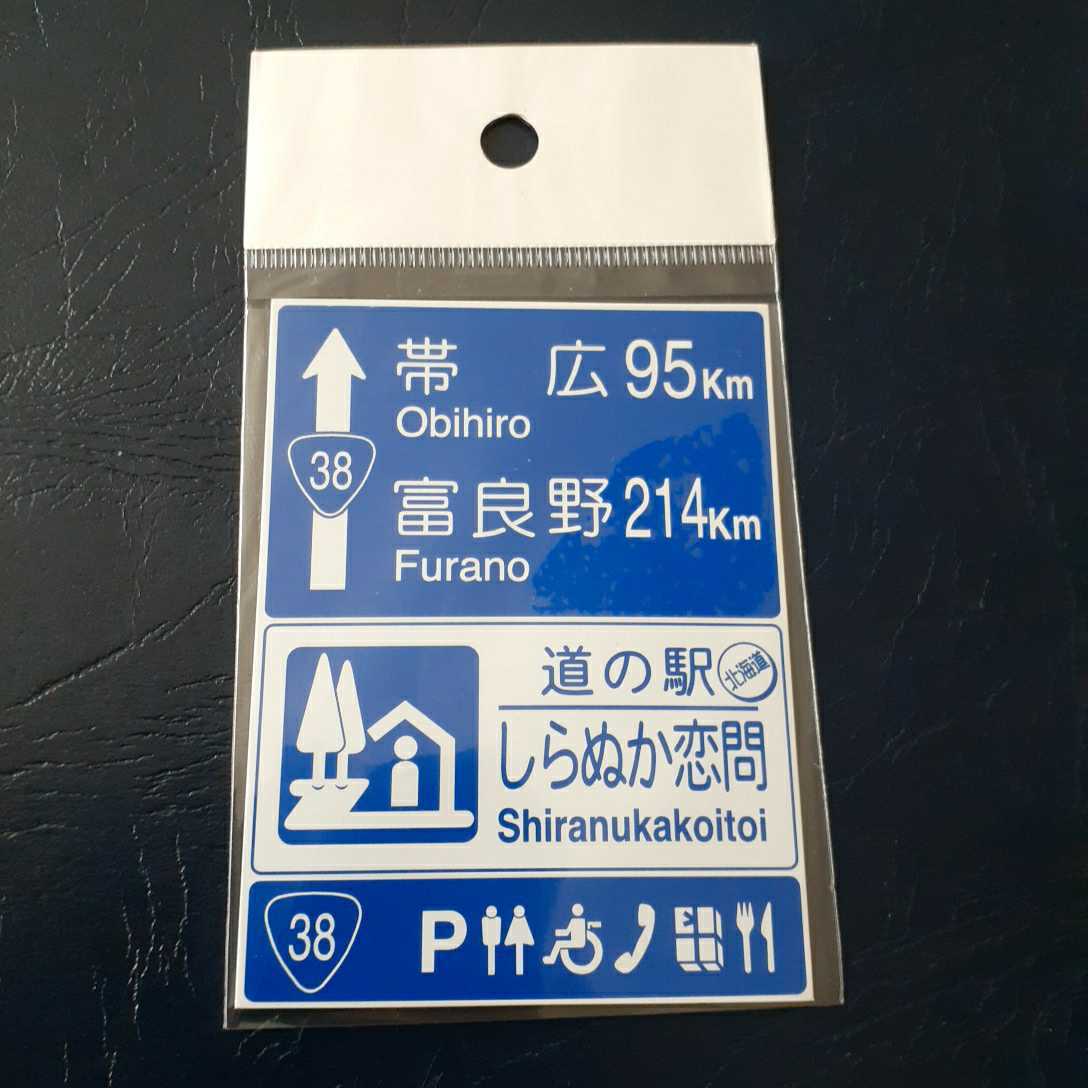 帯広 95Km
Obihiro
38
富良野 214Km
Furano
道の駅 北海道
しらぬか恋問
Shiranukakoitoi
38 P